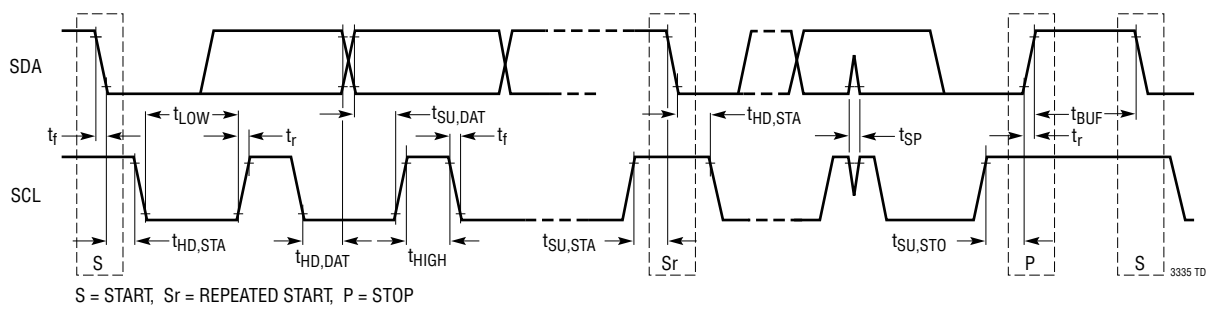 SDA
tf
tLOW
tr
tSU,DAT
tf
tHD,STA
tSP
tBUF
tr
SCL
tHD,STA
tHD,DAT
tHIGH
tSU,STA
tSU,STO
S
Sr
P
S
3335 TD
S = START, Sr = REPEATED START, P = STOP